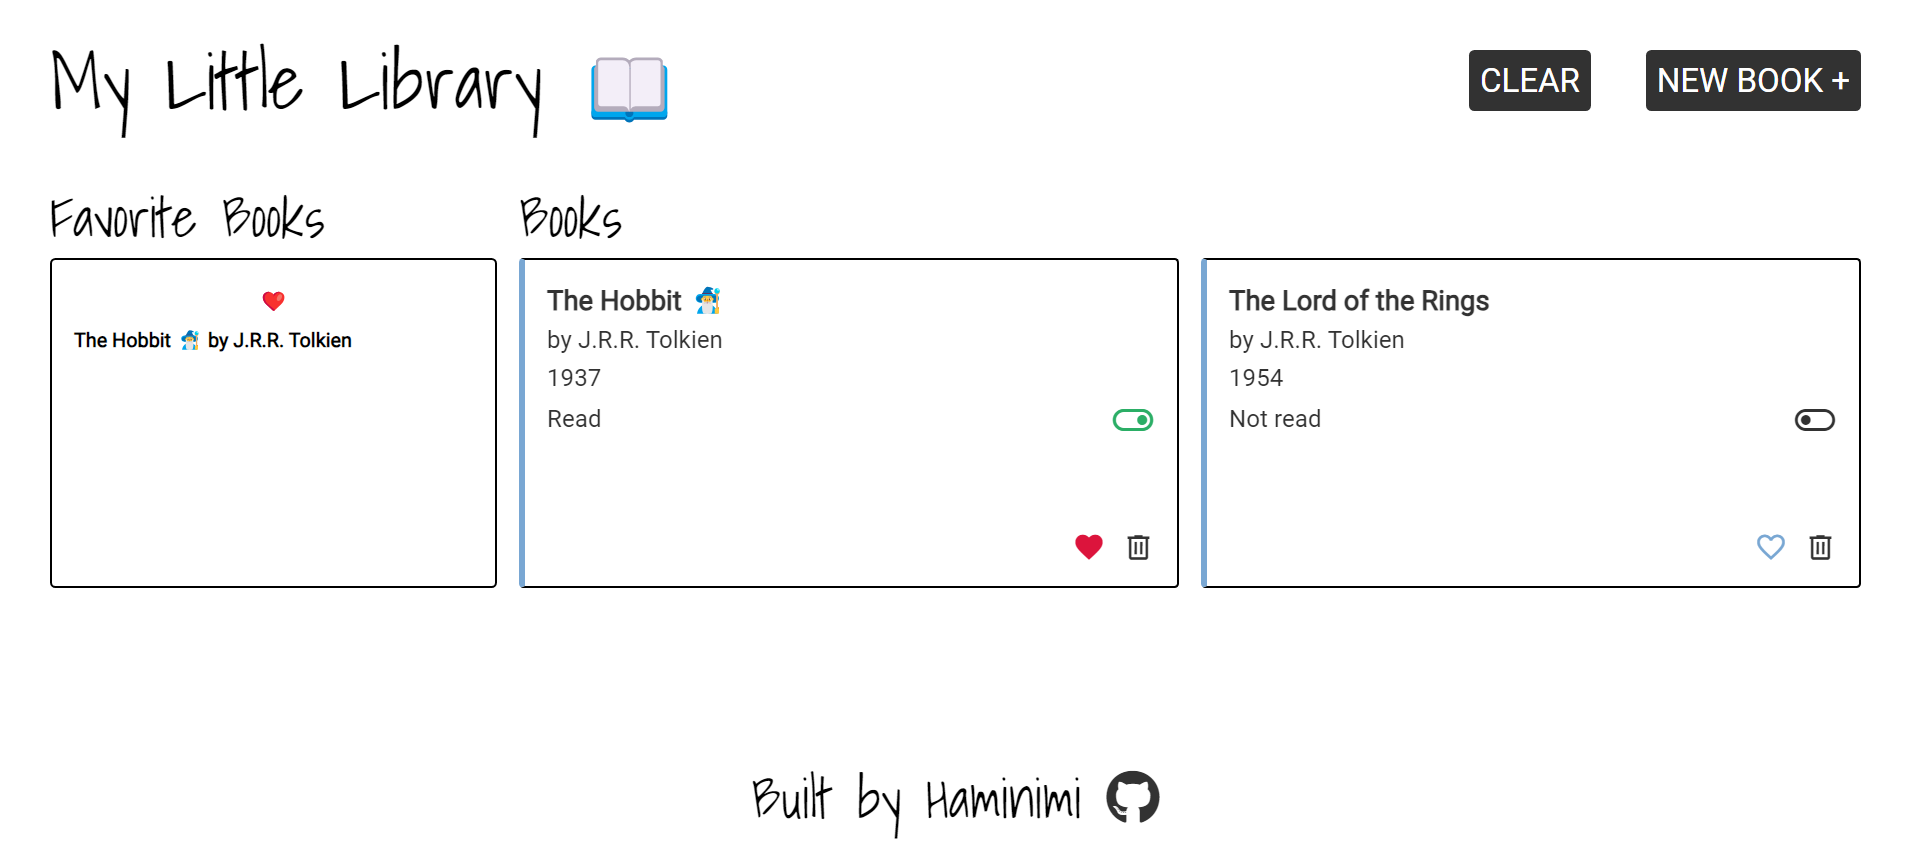 My Little Library 📖
CLEAR
NEW BOOK +
Favorite Books
The Hobbit 🧙‍♂️ by J.R.R. Tolkien
Books
The Hobbit 🧙‍♂️
by J.R.R. Tolkien
1937
Read
The Lord of the Rings
by J.R.R. Tolkien
1954
Not read
Built by Haminimi